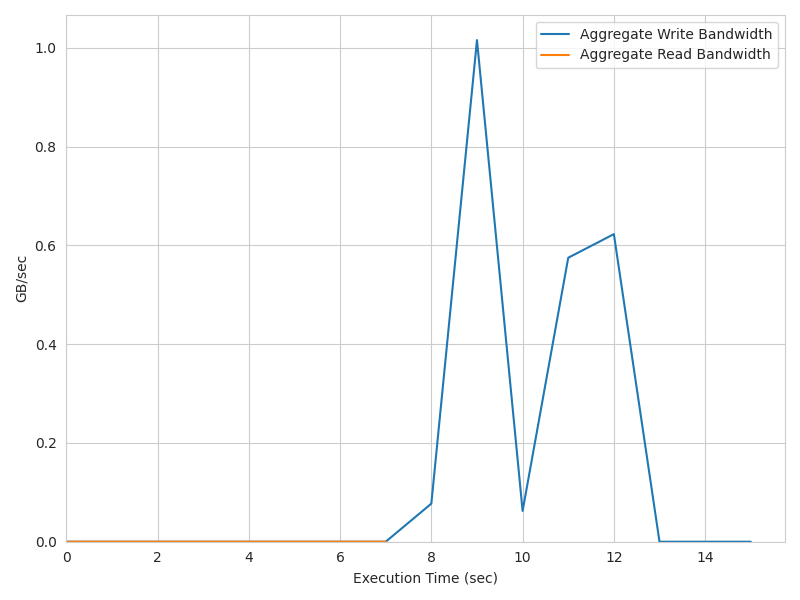 Aggregate Write Bandwidth
Aggregate Read Bandwidth
1.0
0.8
0.6
0.4
0.2
0.0
GB/sec
0 2 4 6 8 10 12 14
Execution Time (sec)